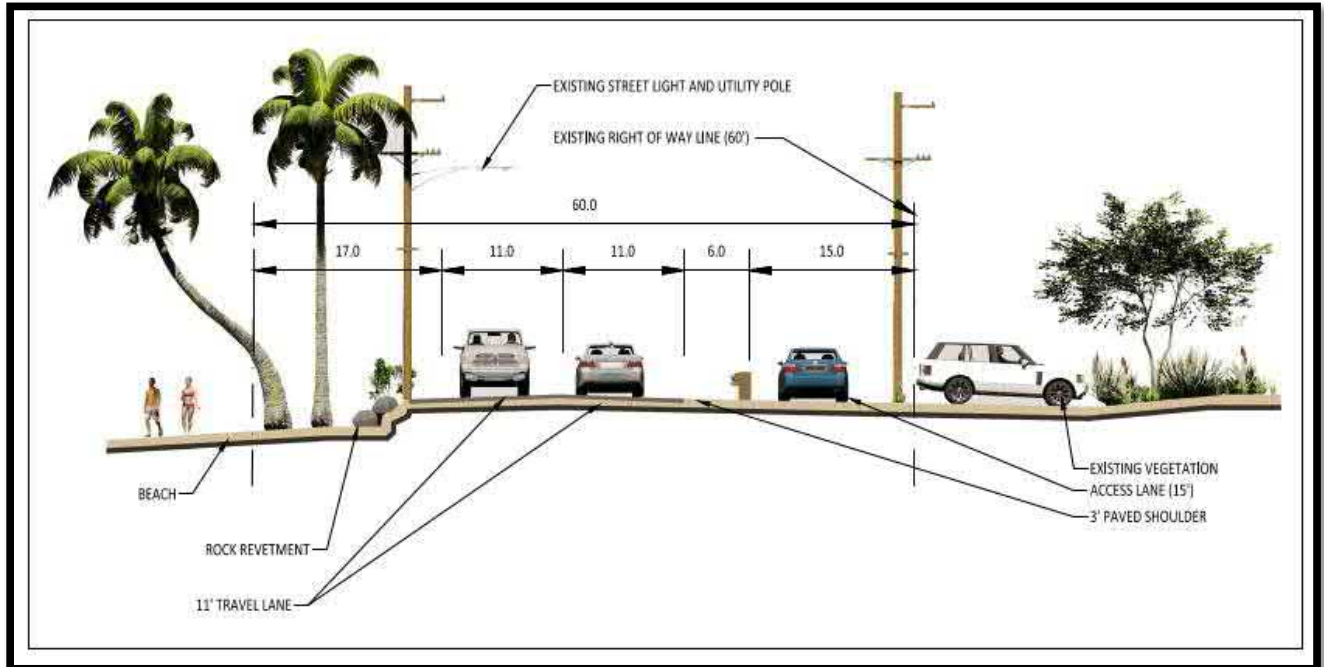 EXISTING STREET LIGHT AND UTILITY POLE
EXISTING RIGHT OF WAY LINE (60')
60.0
17.0
11.0
11.0
6.0
15.0
EXISTING VEGETATION
BEACH
ACCESS LANE (15')
3' PAVED SHOULDER
ROCK REVETMENT
11' TRAVEL LANE